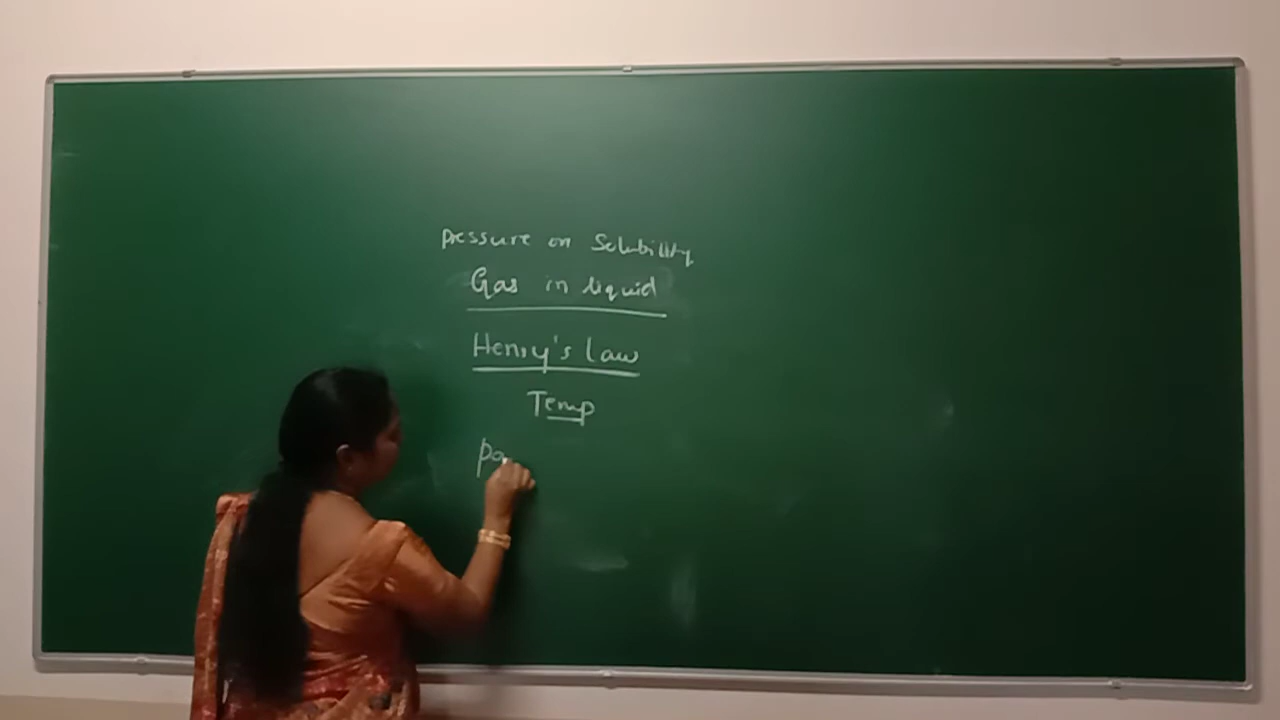 Pressure on Solubility
Gas in liquid
Henry's law
Temp
Pa